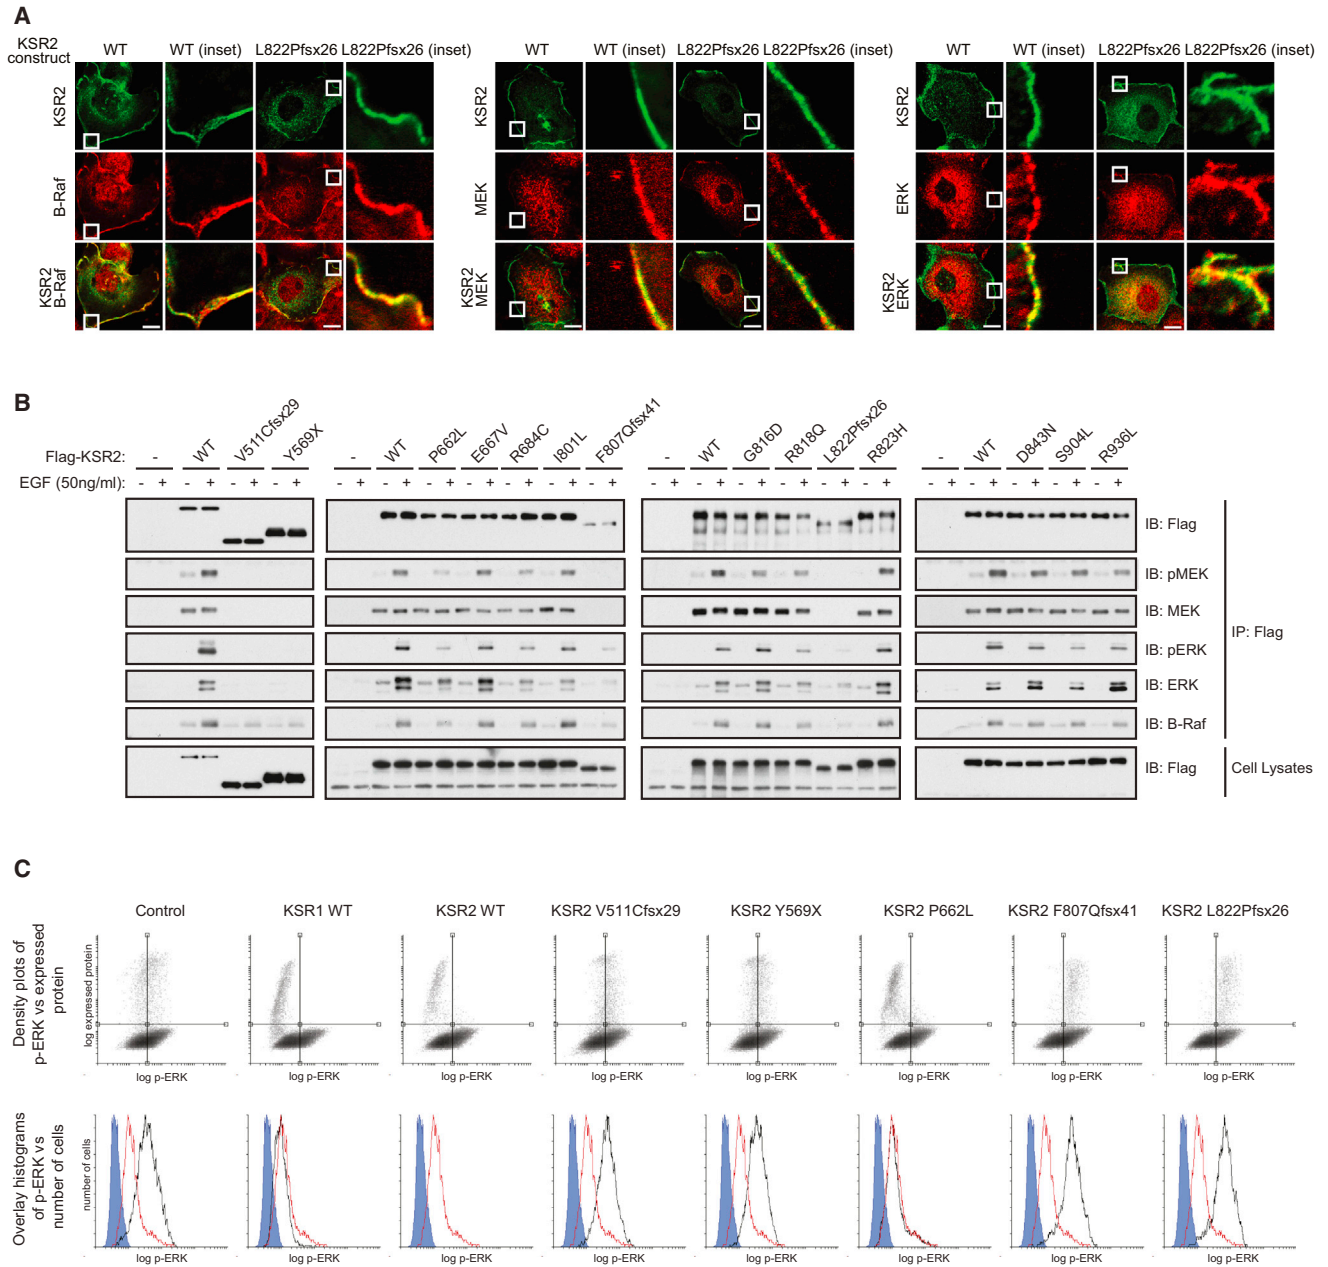 A
KSR2 construct
WT
WT (inset)
L822Pfsx26
L822Pfsx26 (inset)
WT
WT (inset)
L822Pfsx26
L822Pfsx26 (inset)
WT
WT (inset)
L822Pfsx26
L822Pfsx26 (inset)
KSR2
B-Raf
KSR2 B-Raf
KSR2
MEK
KSR2 MEK
KSR2
ERK
KSR2 ERK
B
Flag-KSR2:
- WT V511Cfsx29 Y569X
- WT P662L E667V R684C I801L F807Qfsx41
- WT G816D R818Q L822Pfsx26 R823H
- WT D843N S904L R936L
EGF (50ng/ml):
- + - + - + - +
- + - + - + - + - + - + - +
- + - + - + - + - + - +
- + - + - + - + - +
IB: Flag
IB: pMEK
IB: MEK
IB: pERK
IB: ERK
IB: B-Raf
IP: Flag
IB: Flag
Cell Lysates
C
Control
KSR1 WT
KSR2 WT
KSR2 V511Cfsx29
KSR2 Y569X
KSR2 P662L
KSR2 F807Qfsx41
KSR2 L822Pfsx26
Density plots of
p-ERK vs expressed
protein
log expressed protein
log p-ERK
log p-ERK
log p-ERK
log p-ERK
log p-ERK
log p-ERK
log p-ERK
log p-ERK
Overlay histograms
of p-ERK vs
number of cells
number of cells
log p-ERK
log p-ERK
log p-ERK
log p-ERK
log p-ERK
log p-ERK
log p-ERK
log p-ERK